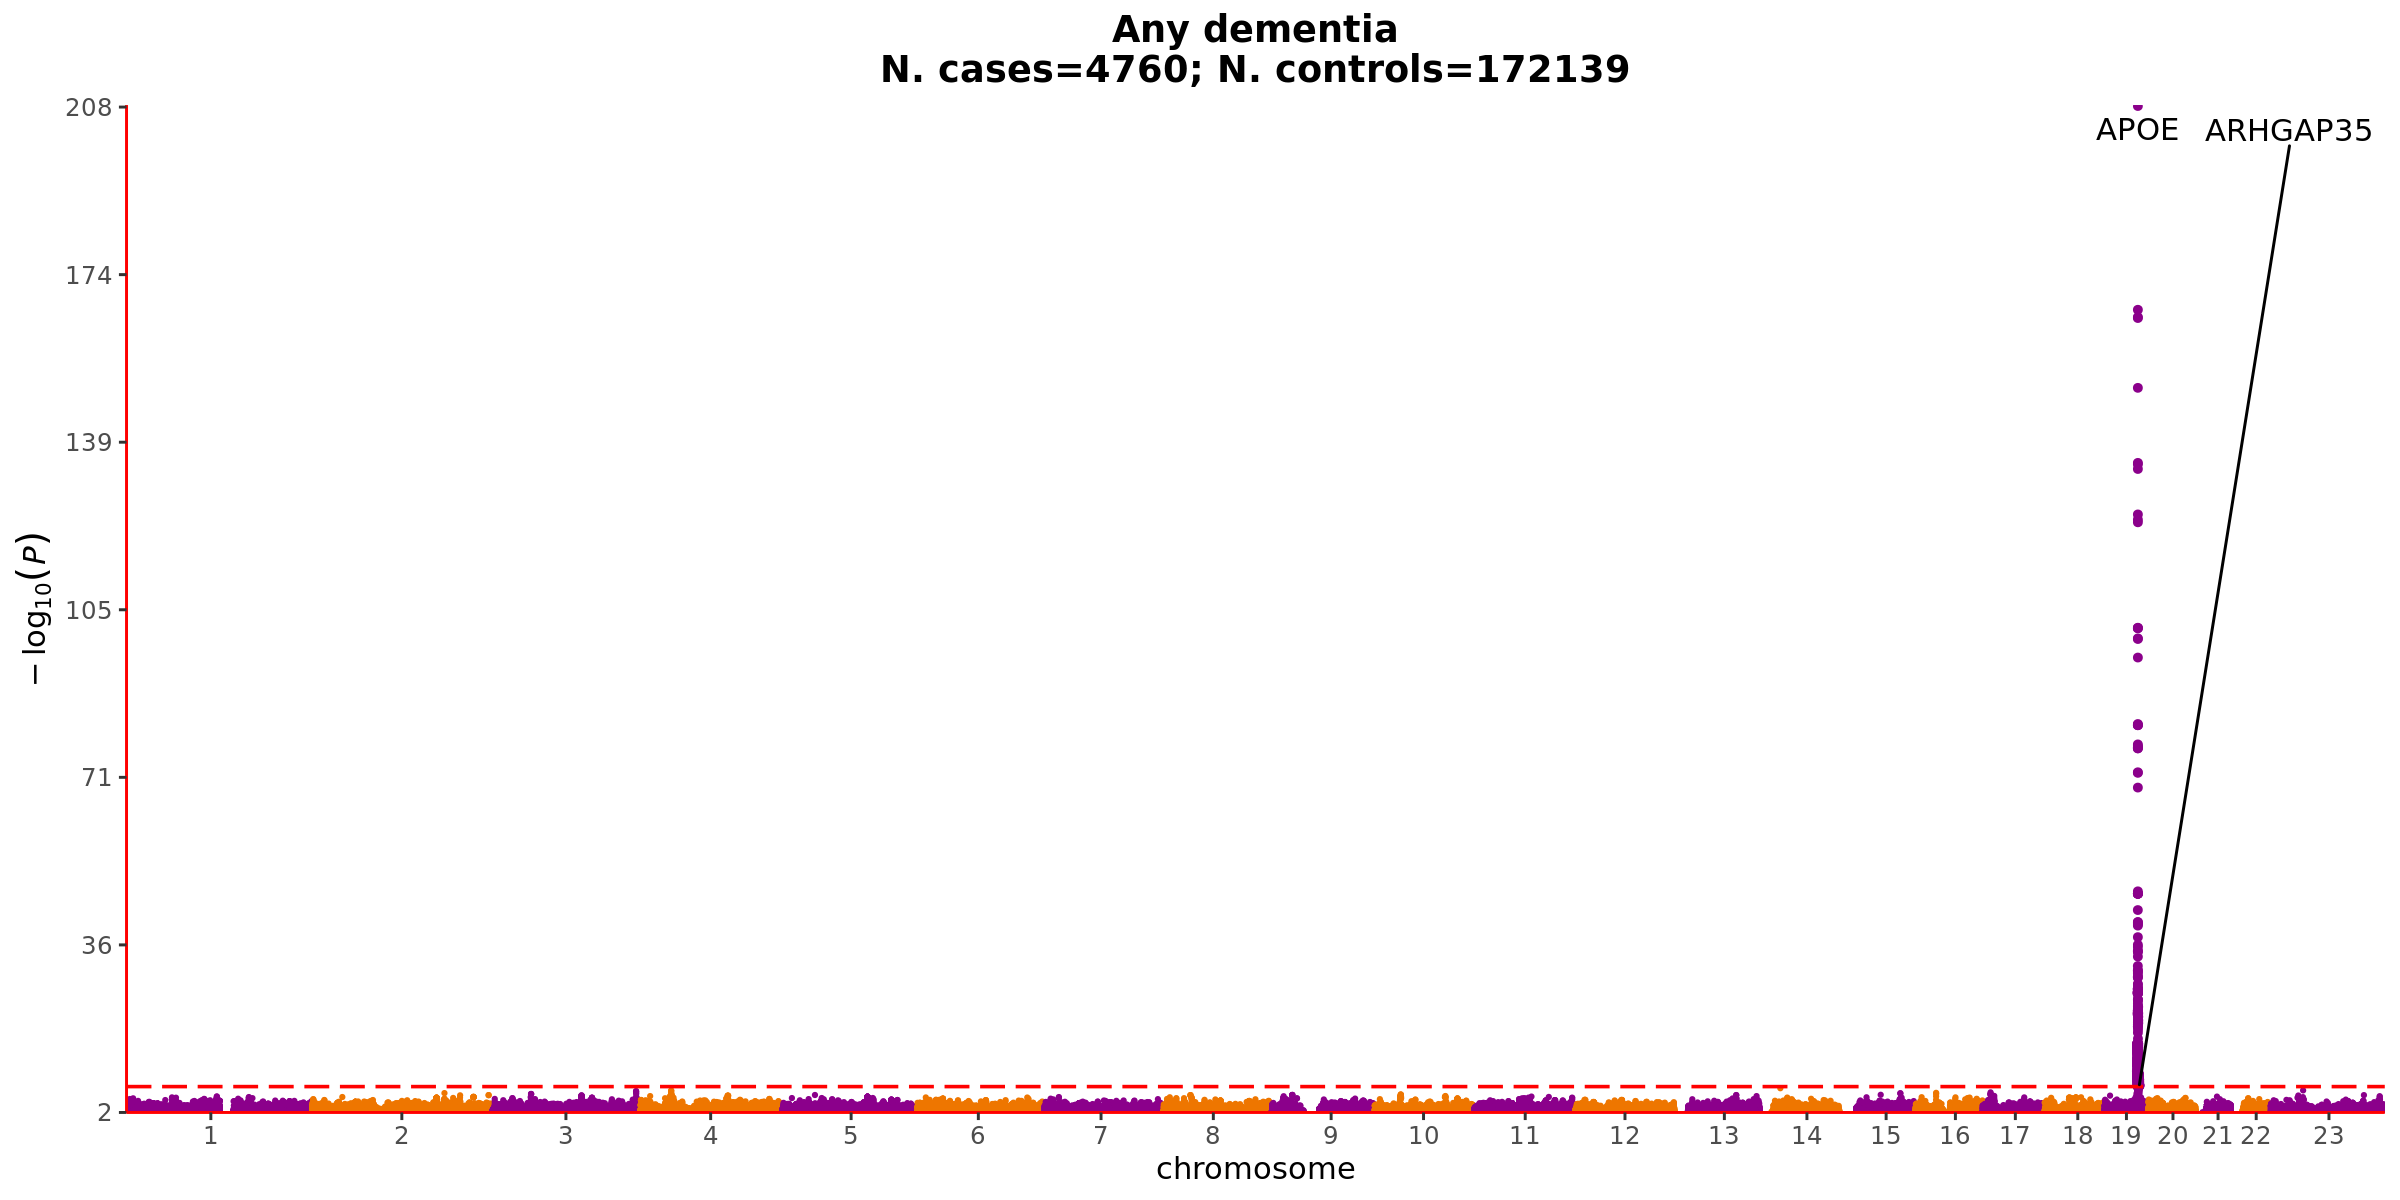 Any dementia
N. cases=4760; N. controls=172139
208
APOE ARHGAP35
174
139
105
71
36
2
−log10(P)
1 2 3 4 5 6 7 8 9 10 11 12 13 14 15 16 17 18 19 20 21 22 23
chromosome